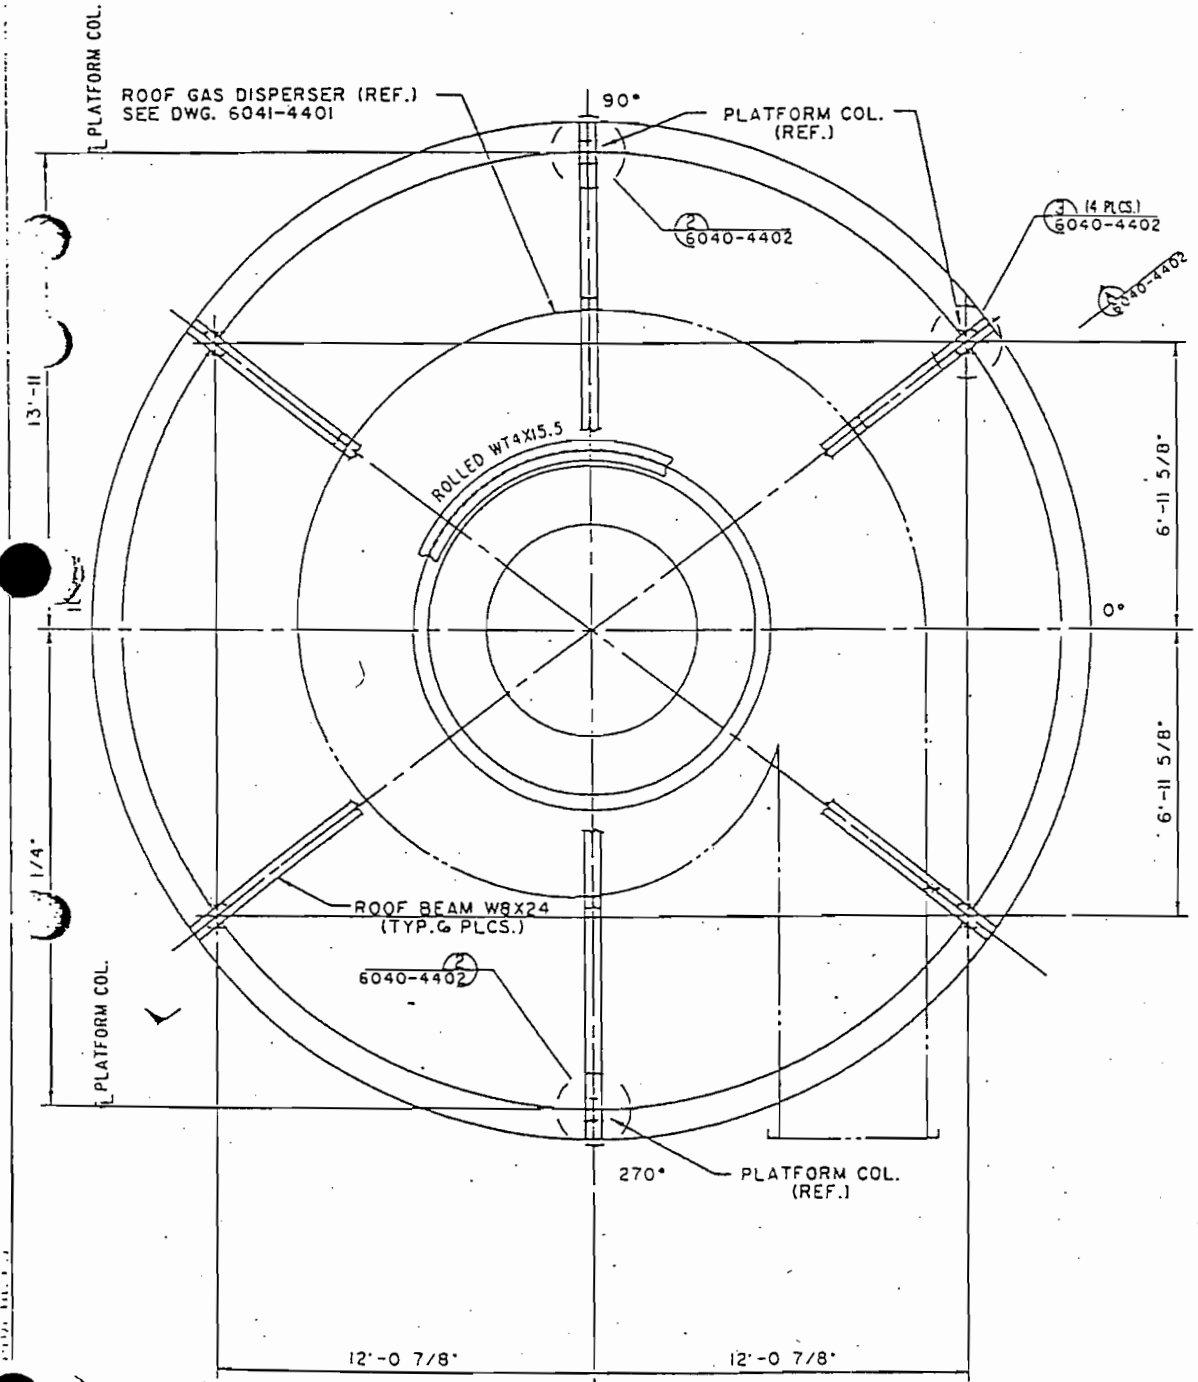 ℄ PLATFORM COL.
ROOF GAS DISPERSER (REF.)
SEE DWG. 6041-4401
90°
PLATFORM COL.
(REF.)
2
6040-4402
3 (4 PLCS.)
6040-4402
6040-4402
13'-11
ROLLED WT4X15.5
6'-11 5/8"
0°
1/4"
6'-11 5/8"
ROOF BEAM W8X24
(TYP.6 PLCS.)
2
6040-4402
℄ PLATFORM COL.
270°
PLATFORM COL.
(REF.)
12'-0 7/8"
12'-0 7/8"